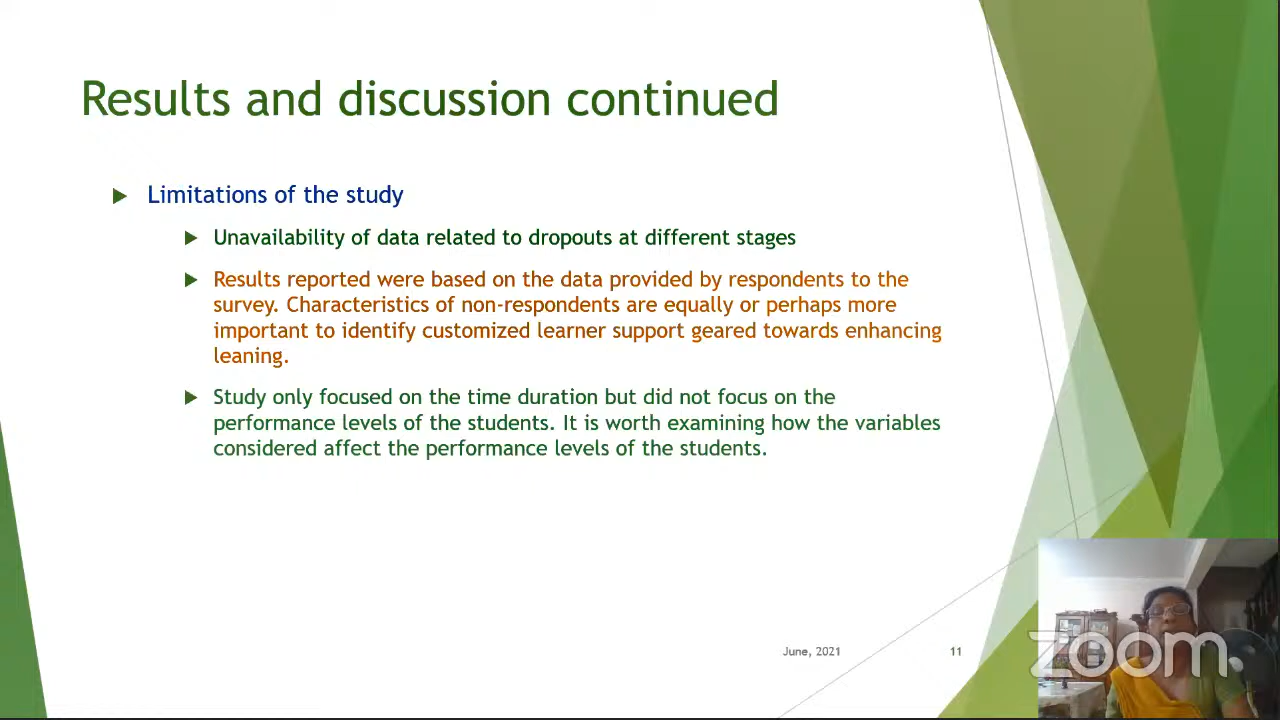 Results and discussion continued
Limitations of the study
Unavailability of data related to dropouts at different stages
Results reported were based on the data provided by respondents to the
survey. Characteristics of non-respondents are equally or perhaps more
important to identify customized learner support geared towards enhancing
leaning.
Study only focused on the time duration but did not focus on the
performance levels of the students. It is worth examining how the variables
considered affect the performance levels of the students.
June, 2021
11
zoom